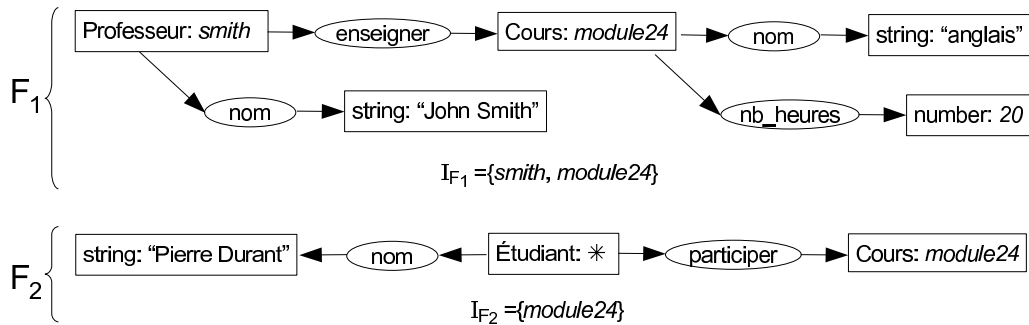 Professeur: smith enseigner Cours: module24 nom string: “anglais”
F1
nom string: “John Smith” nb_heures number: 20
IF1 ={smith, module24}
string: “Pierre Durant” nom Étudiant: * participer Cours: module24
F2
IF2 ={module24}